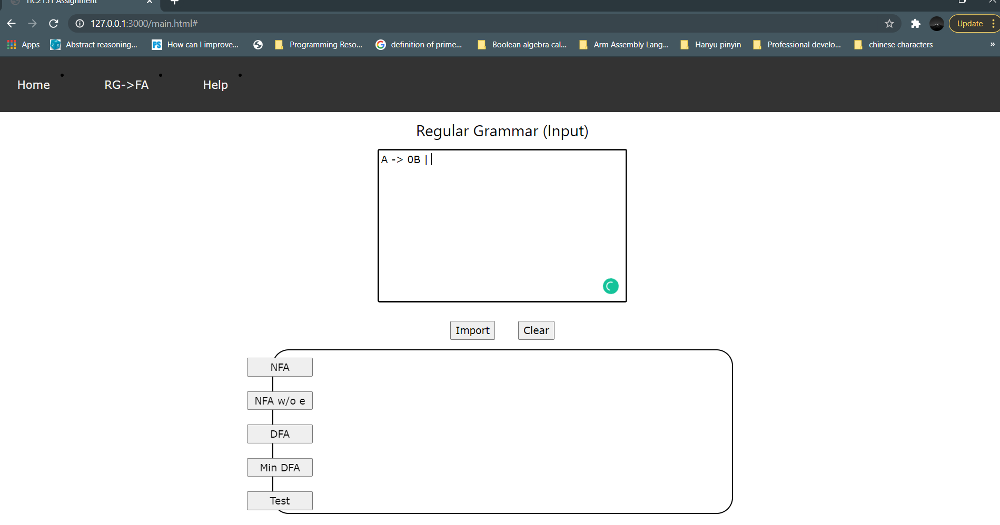 Assignment
127.0.0.1:3000/main.html#
Update
Apps
Abstract reasoning...
How can I improve...
Programming Reso...
definition of prime...
Boolean algebra cal...
Arm Assembly Lang...
Hanyu pinyin
Professional develo...
chinese characters
»
Home
RG->FA
Help
Regular Grammar (Input)
A -> 0B |
Import
Clear
NFA
NFA w/o e
DFA
Min DFA
Test